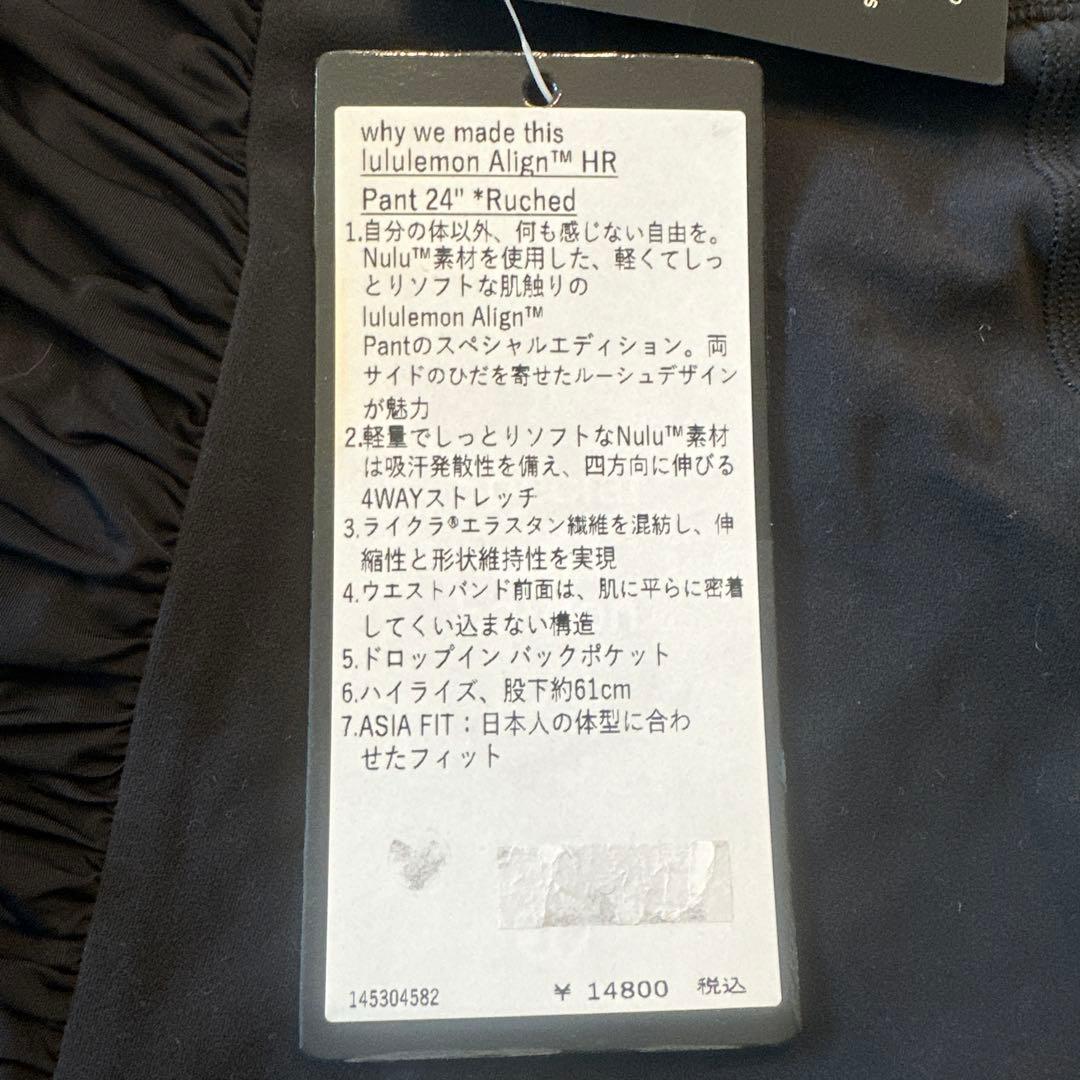 why we made this
lululemon Align™ HR
Pant 24" *Ruched
1.自分の体以外、何も感じない自由を。
Nulu™素材を使用した、軽くてしっ
とりソフトな肌触りの
lululemon Align™
Pantのスペシャルエディション。両
サイドのひだを寄せたルーシュデザイン
が魅力
2.軽量でしっとりソフトなNulu™素材
は吸汗発散性を備え、四方向に伸びる
4WAYストレッチ
3.ライクラ®エラスタン繊維を混紡し、伸
縮性と形状維持性を実現
4.ウエストバンド前面は、肌に平らに密着
してくい込まない構造
5.ドロップイン バックポケット
6.ハイライズ、股下約61cm
7.ASIA FIT：日本人の体型に合わ
せたフィット
145304582 ¥ 14800 税込